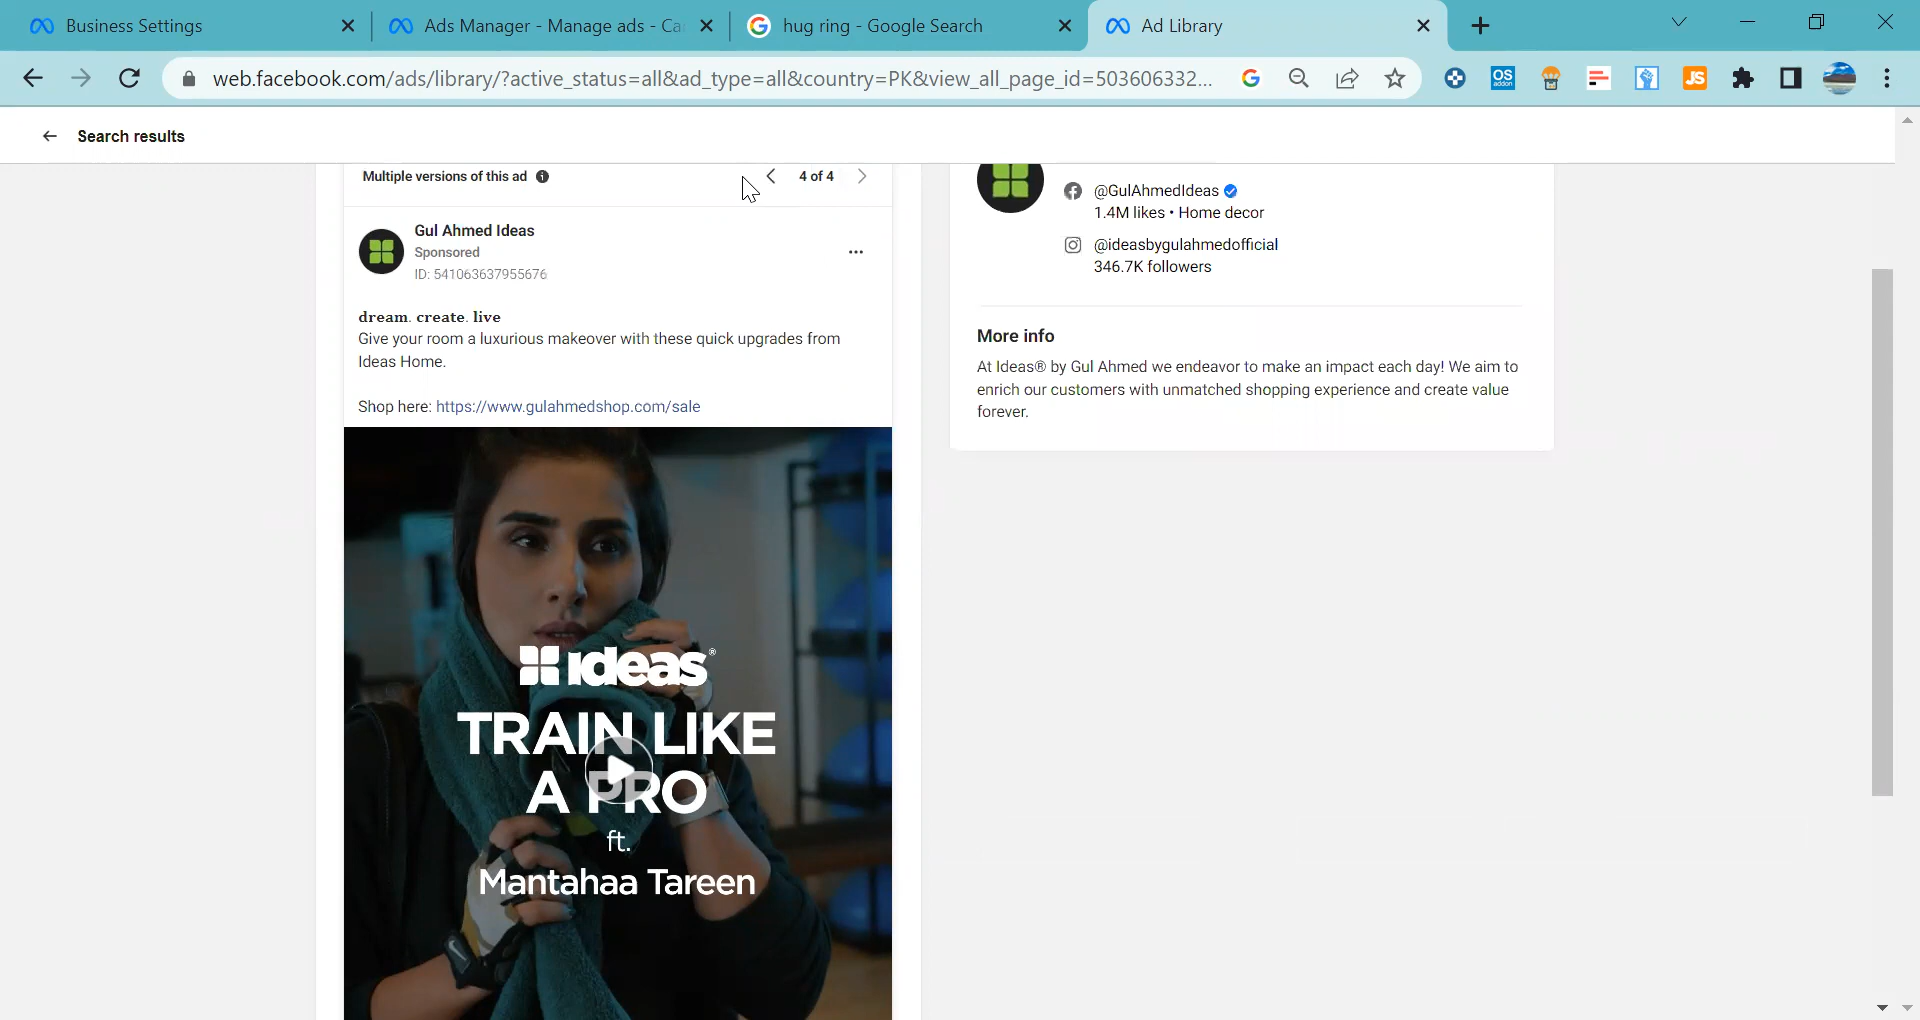 Business Settings
Ads Manager - Manage ads - Ca
hug ring - Google Search
Ad Library
web.facebook.com/ads/library/?active_status=all&ad_type=all&country=PK&view_all_page_id=503606332...
OS
addon
JS
Search results
Multiple versions of this ad
4 of 4
Gul Ahmed Ideas
Sponsored
ID: 541063637955676
dream. create. live
Give your room a luxurious makeover with these quick upgrades from
Ideas Home.
Shop here: https://www.gulahmedshop.com/sale
ideas®
TRAIN LIKE
A PRO
ft.
Mantahaa Tareen
@GulAhmedIdeas
1.4M likes • Home decor
@ideasbygulahmedofficial
346.7K followers
More info
At Ideas® by Gul Ahmed we endeavor to make an impact each day! We aim to
enrich our customers with unmatched shopping experience and create value
forever.